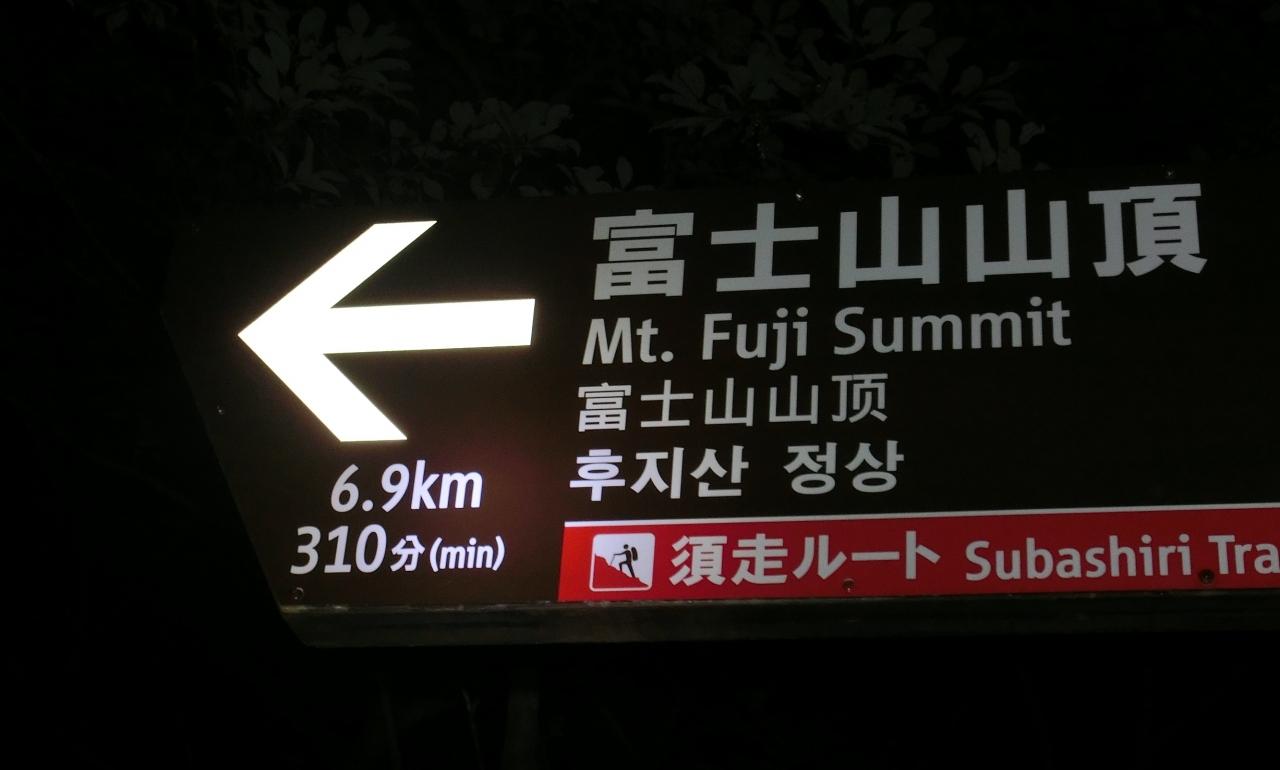 富士山山頂
Mt. Fuji Summit
富士山山顶
후지산 정상
6.9km
310分(min)
須走ルート Subashiri Tra